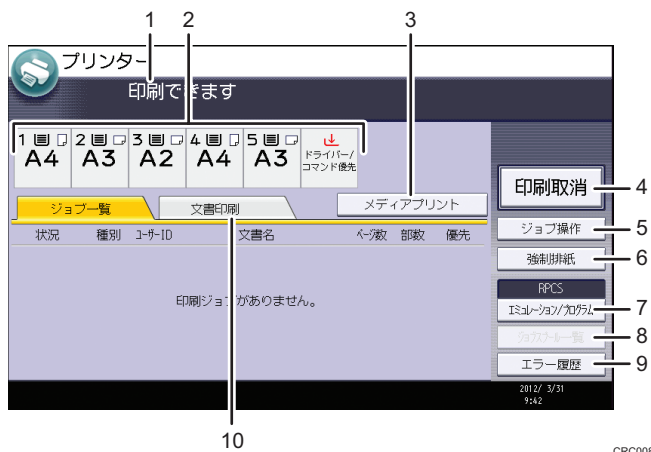 1 2 3
プリンター
印刷できます
1 2 3 4 5
A4 A3 A2 A4 A3 ドライバー/
コマンド優先
印刷取消 4
ジョブ一覧 文書印刷 メディアプリント
ジョブ操作 5
状況 種別 ユーザーID 文書名 ページ数 部数 優先
強制排紙 6
RPCS
印刷ジョブがありません。
エミュレーション/プログラム 7
ジョブスプール一覧 8
エラー履歴 9
2012/ 3/31
9:42
10